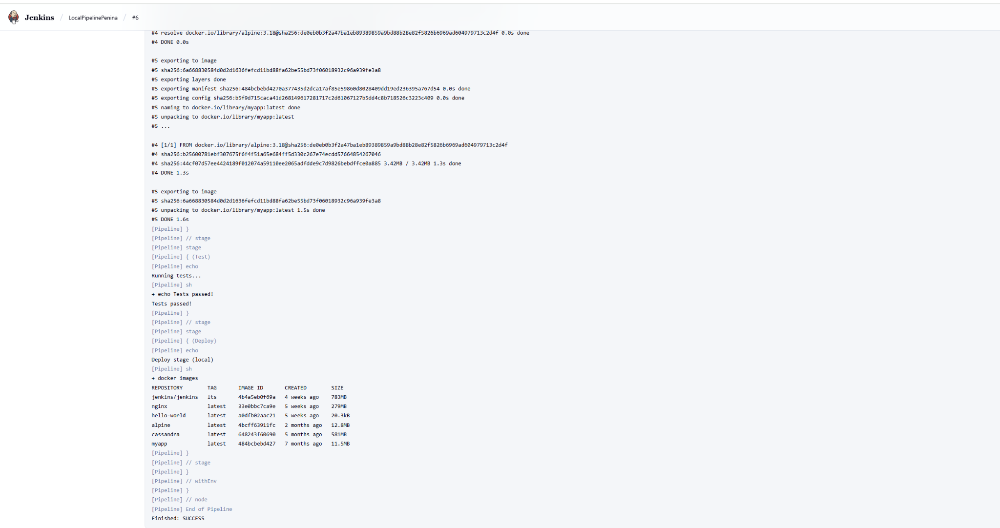 Jenkins / LocalPipelinePenina / #6
#4 resolve docker.io/library/alpine:3.18@sha256:de0eb0b3f2a47ba1eb89389859a9bd88b28e82f5826b6969ad604979713c2d4f 0.0s done
#4 DONE 0.0s
#5 exporting to image
#5 sha256:6a668830584d0d2d1636fefcd11bd88fa62be55bd73f06018932c96a939fe3a8
#5 exporting layers done
#5 exporting manifest sha256:484bcbebd4270a377435d2dca17af85e59860d8028409dd19ed236395a767d54 0.0s done
#5 exporting config sha256:b5f9d715caca41d268149617281717c2d61067127b5dd4c8b718526c3223c409 0.0s done
#5 naming to docker.io/library/myapp:latest done
#5 unpacking to docker.io/library/myapp:latest
#5 ...
#4 [1/1] FROM docker.io/library/alpine:3.18@sha256:de0eb0b3f2a47ba1eb89389859a9bd88b28e82f5826b6969ad604979713c2d4f
#4 sha256:b25600781ebf307675f6f4f51a65e684ff5d330c267e74ecdd57664854267046
#4 sha256:44cf07d57ee4424189f012074a59110ee2065adfdde9c7d9826bebdffce0a885 3.42MB / 3.42MB 1.3s done
#4 DONE 1.3s
#5 exporting to image
#5 sha256:6a668830584d0d2d1636fefcd11bd88fa62be55bd73f06018932c96a939fe3a8
#5 unpacking to docker.io/library/myapp:latest 1.5s done
#5 DONE 1.6s
[Pipeline] }
[Pipeline] // stage
[Pipeline] stage
[Pipeline] { (Test)
[Pipeline] echo
Running tests...
[Pipeline] sh
+ echo Tests passed!
Tests passed!
[Pipeline] }
[Pipeline] // stage
[Pipeline] stage
[Pipeline] { (Deploy)
[Pipeline] echo
Deploy stage (local)
[Pipeline] sh
+ docker images
REPOSITORY TAG IMAGE ID CREATED SIZE
jenkins/jenkins lts 4b4a5eb0f69a 4 weeks ago 783MB
nginx latest 33e0bbc7ca9e 5 weeks ago 279MB
hello-world latest a0dfb02aac21 5 weeks ago 20.3kB
alpine latest 4bcff63911fc 2 months ago 12.8MB
cassandra latest 648243f60690 5 months ago 581MB
myapp latest 484bcbebd427 7 months ago 11.5MB
[Pipeline] }
[Pipeline] // stage
[Pipeline] }
[Pipeline] // withEnv
[Pipeline] }
[Pipeline] // node
[Pipeline] End of Pipeline
Finished: SUCCESS